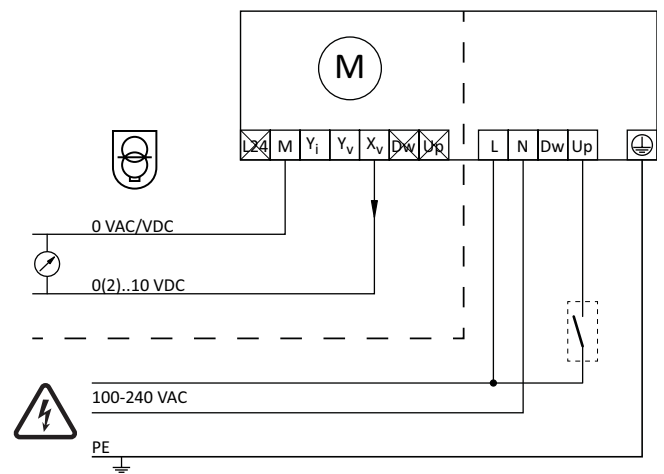 M
L24 M Yi Yv Xv Dw Up L N Dw Up
0 VAC/VDC
0(2)..10 VDC
100-240 VAC
PE